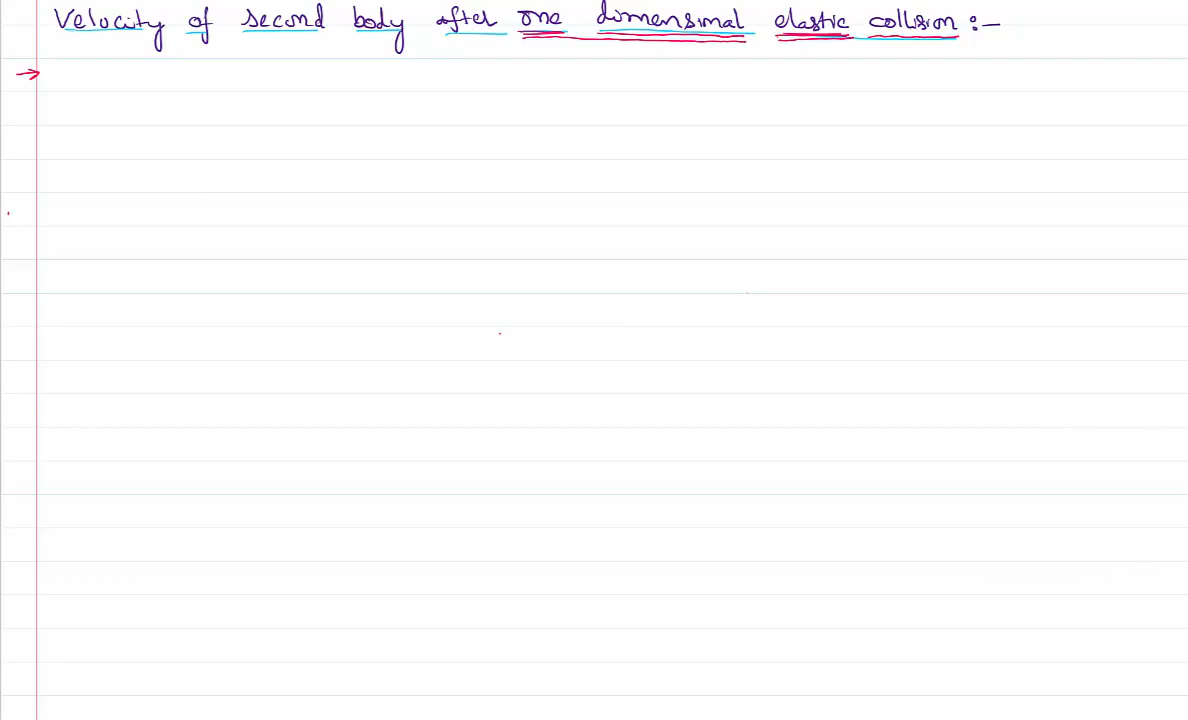 Velocity of second body after one dimensional elastic collision :-
→